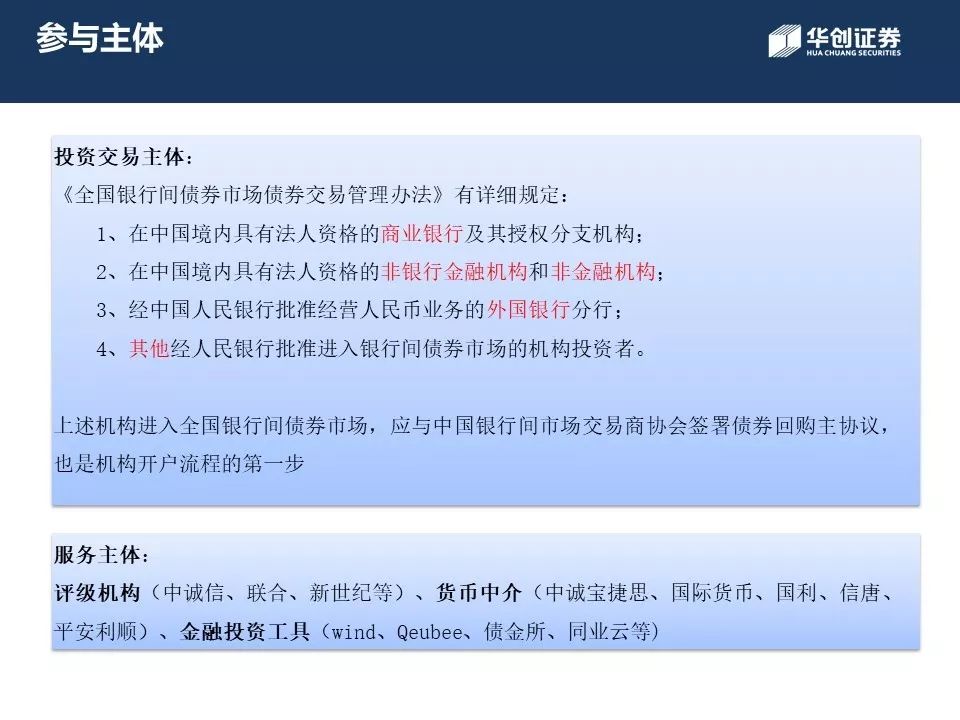 参与主体
华创证券
HUA CHUANG SECURITIES
投资交易主体：
《全国银行间债券市场债券交易管理办法》有详细规定：
1、在中国境内具有法人资格的商业银行及其授权分支机构；
2、在中国境内具有法人资格的非银行金融机构和非金融机构；
3、经中国人民银行批准经营人民币业务的外国银行分行；
4、其他经人民银行批准进入银行间债券市场的机构投资者。
上述机构进入全国银行间债券市场，应与中国银行间市场交易商协会签署债券回购主协议，
也是机构开户流程的第一步
服务主体：
评级机构（中诚信、联合、新世纪等）、货币中介（中诚宝捷思、国际货币、国利、信唐、
平安利顺）、金融投资工具（wind、Qeubee、债金所、同业云等)